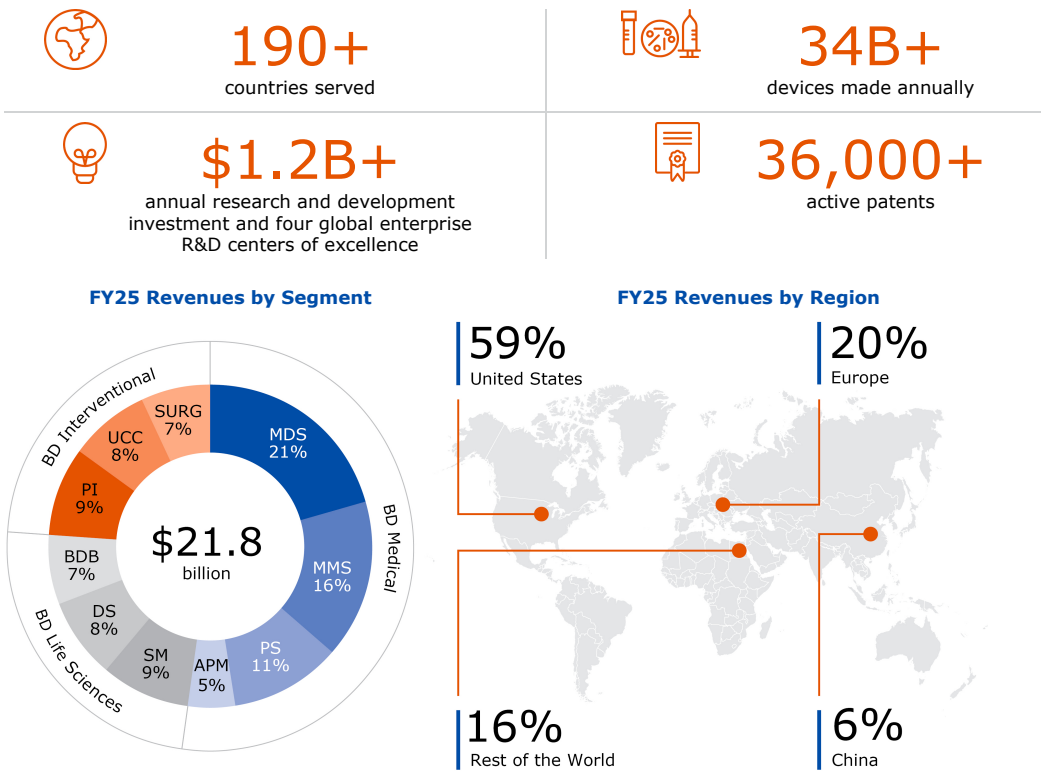 190+
countries served
34B+
devices made annually
$1.2B+
annual research and development
investment and four global enterprise
R&D centers of excellence
36,000+
active patents
FY25 Revenues by Segment
BD Interventional
SURG
7%
UCC
8%
PI
9%
MDS
21%
BD Medical
MMS
16%
PS
11%
APM
5%
BD Life Sciences
SM
9%
DS
8%
BDB
7%
$21.8
billion
FY25 Revenues by Region
59%
United States
20%
Europe
16%
Rest of the World
6%
China